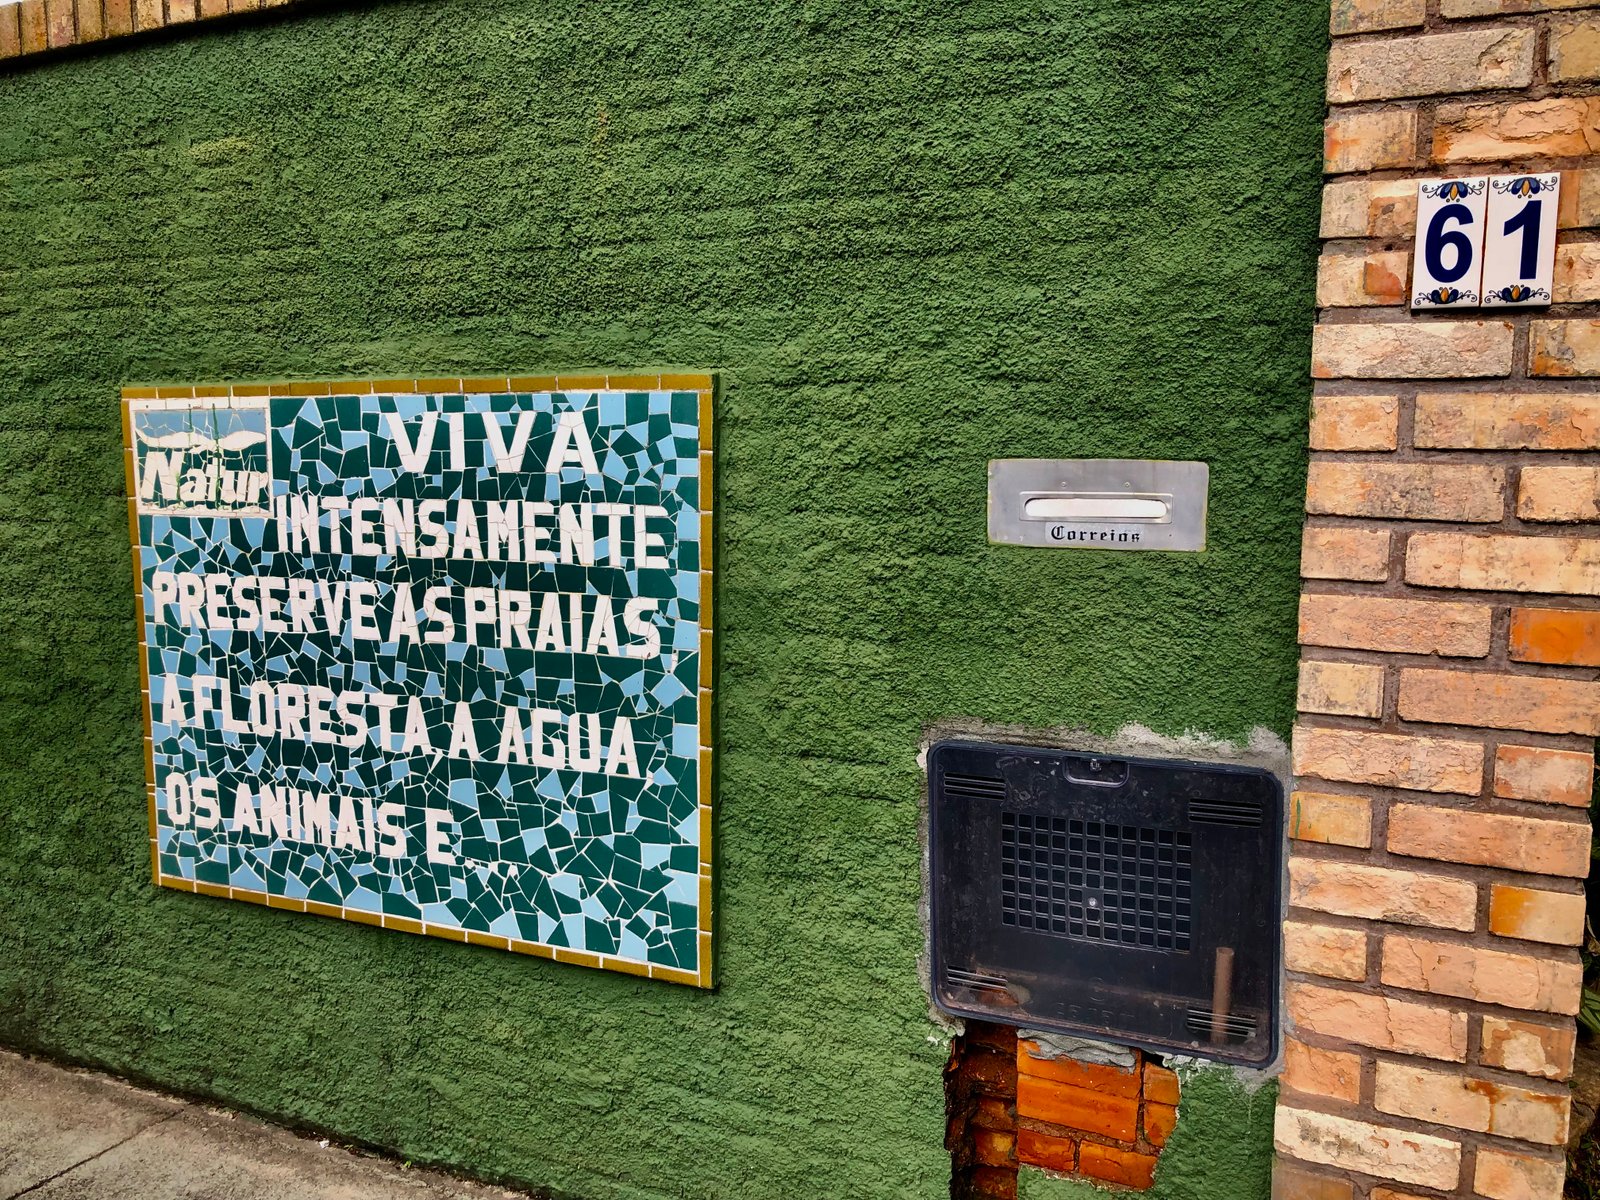 Natur
VIVA
INTENSAMENTE
PRESERVE AS PRAIAS,
A FLORESTA, A AGUA,
OS ANIMAIS E....
Correios
61